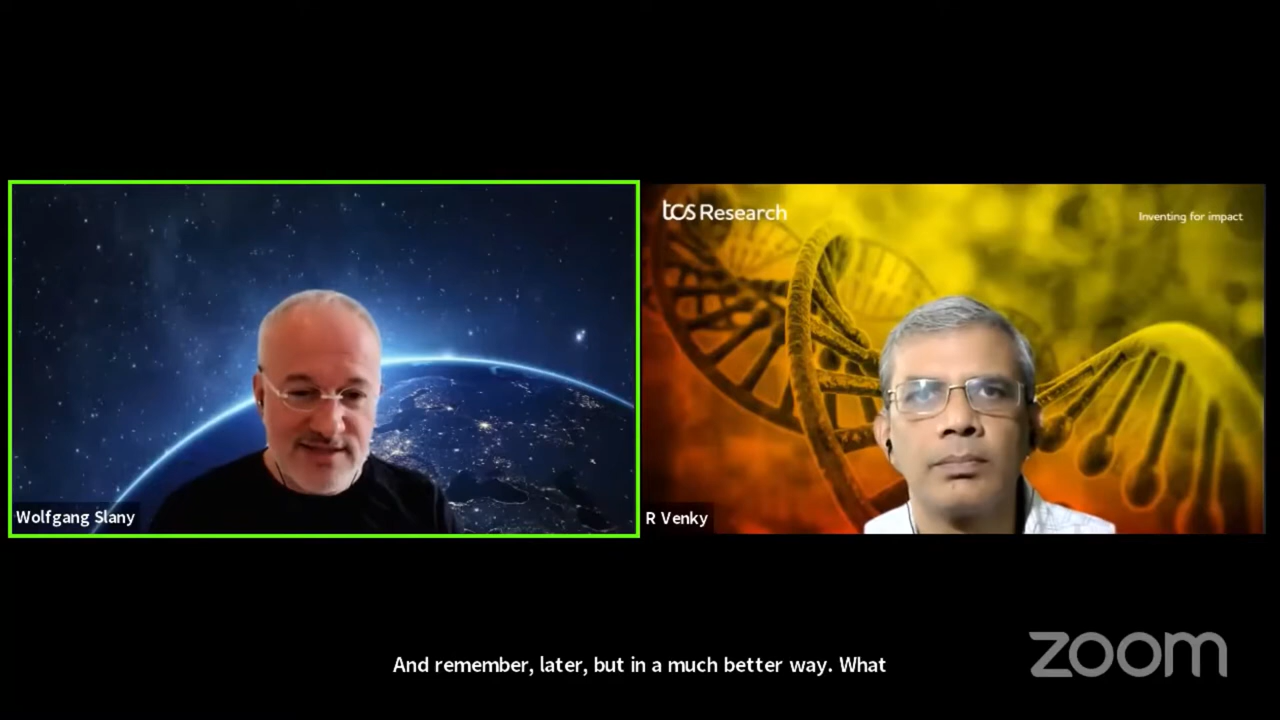 tcs Research
Inventing for impact
Wolfgang Slany
R Venky
And remember, later, but in a much better way. What
zoom